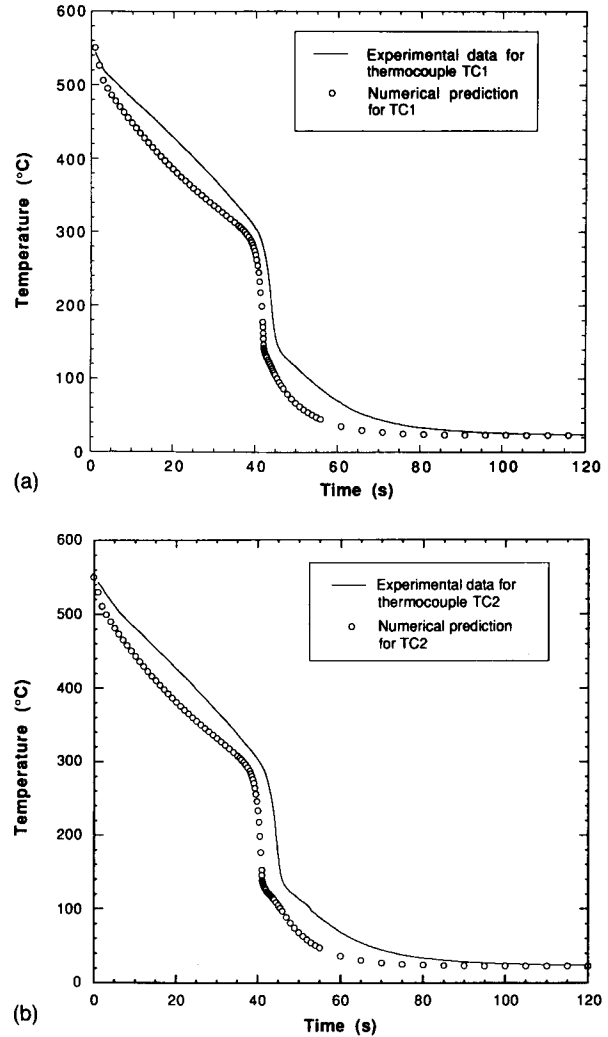 600
500
400
300
200
100
0
Temperature (°C)
Experimental data for
thermocouple TC1
Numerical prediction
for TC1
0
20
40
60
80
100
120
Time (s)
(a)
600
500
400
300
200
100
0
Temperature (°C)
Experimental data for
thermocouple TC2
Numerical prediction
for TC2
0
20
40
60
80
100
120
Time (s)
(b)